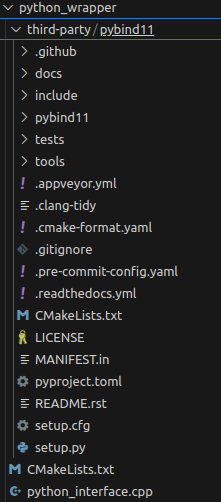 python_wrapper
third-party/pybind11
.github
docs
include
pybind11
tests
tools
.appveyor.yml
.clang-tidy
.cmake-format.yaml
.gitignore
.pre-commit-config.yaml
.readthedocs.yml
CMakeLists.txt
LICENSE
MANIFEST.in
pyproject.toml
README.rst
setup.cfg
setup.py
CMakeLists.txt
python_interface.cpp